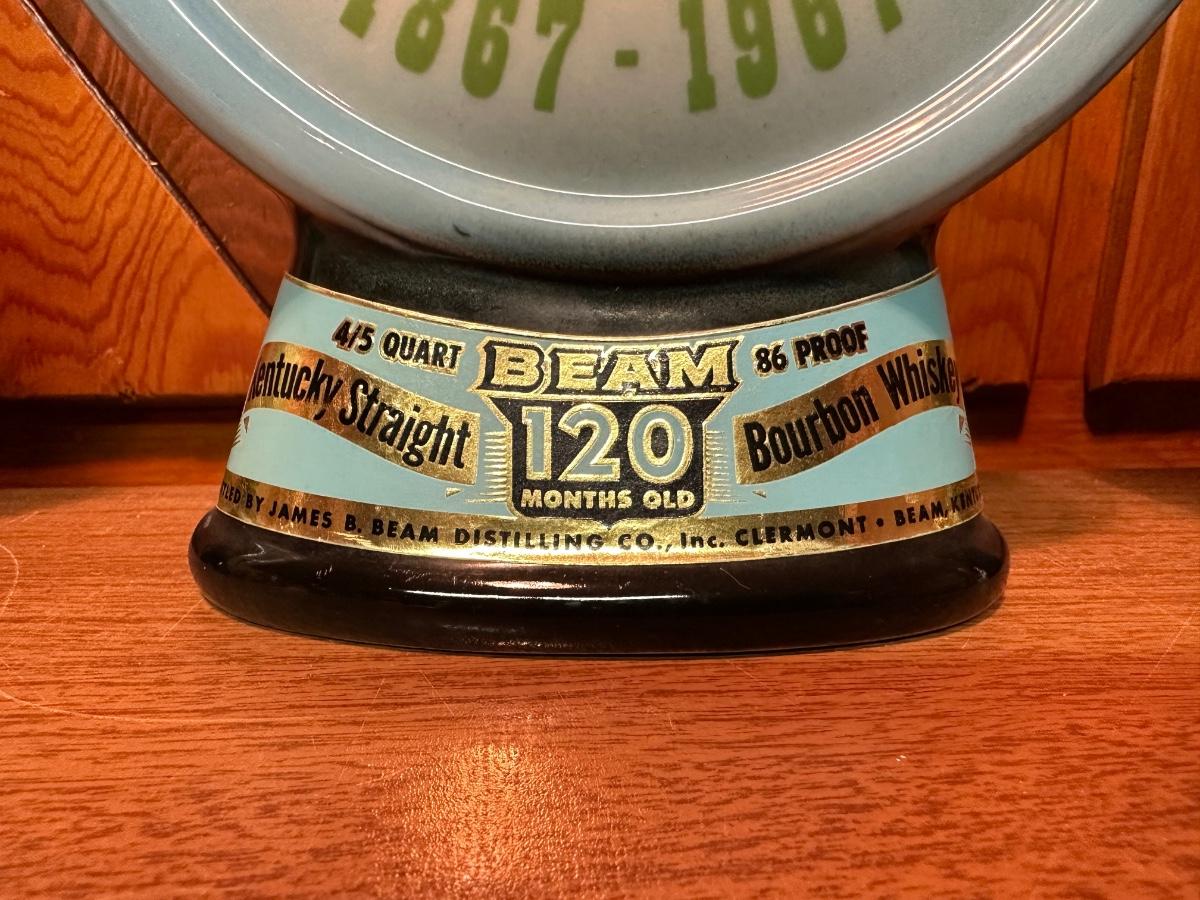 1867 - 1967
4/5 QUART BEAM 86 PROOF
Kentucky Straight 120 Bourbon Whiskey
MONTHS OLD
BY JAMES B. BEAM DISTILLING CO., Inc. CLERMONT • BEAM,